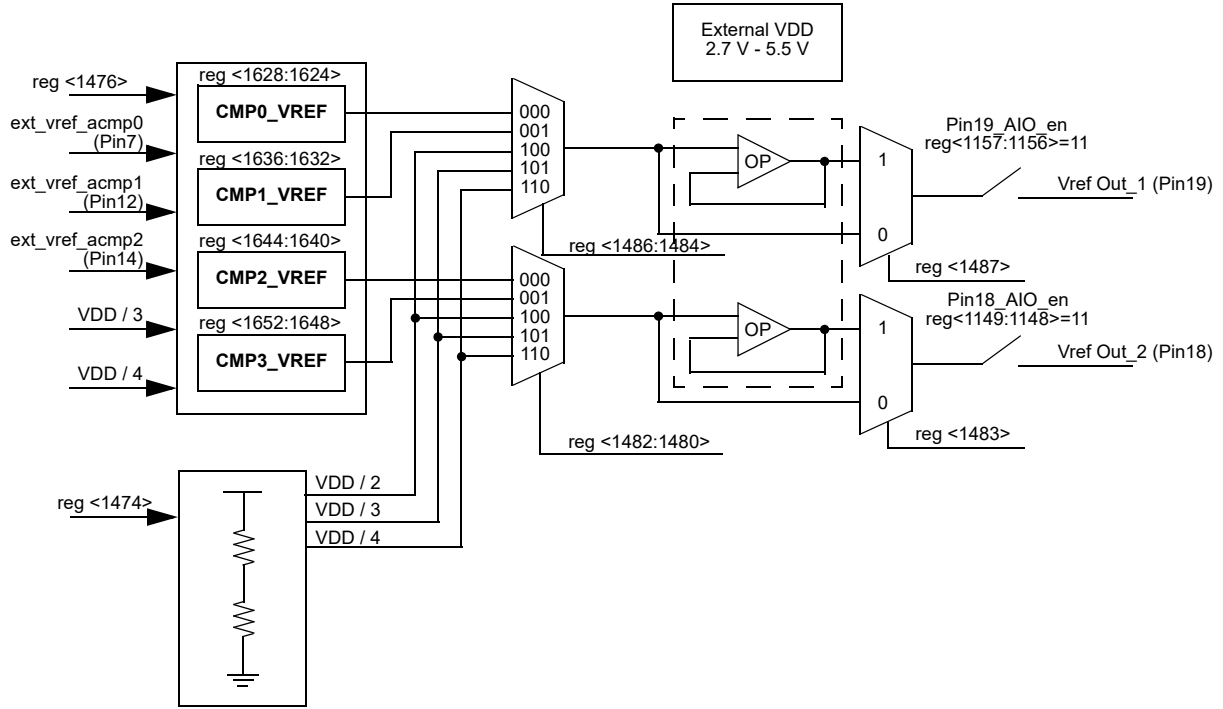 External VDD
2.7 V - 5.5 V
reg <1476>
ext_vref_acmp0
(Pin7)
ext_vref_acmp1
(Pin12)
ext_vref_acmp2
(Pin14)
VDD / 3
VDD / 4
reg <1628:1624>
CMP0_VREF
reg <1636:1632>
CMP1_VREF
reg <1644:1640>
CMP2_VREF
reg <1652:1648>
CMP3_VREF
000
001
100
101
110
reg <1486:1484>
OP
1
0
reg <1487>
Pin19_AIO_en
reg<1157:1156>=11
Vref Out_1 (Pin19)
000
001
100
101
110
reg <1482:1480>
OP
1
0
reg <1483>
Pin18_AIO_en
reg<1149:1148>=11
Vref Out_2 (Pin18)
reg <1474>
VDD / 2
VDD / 3
VDD / 4